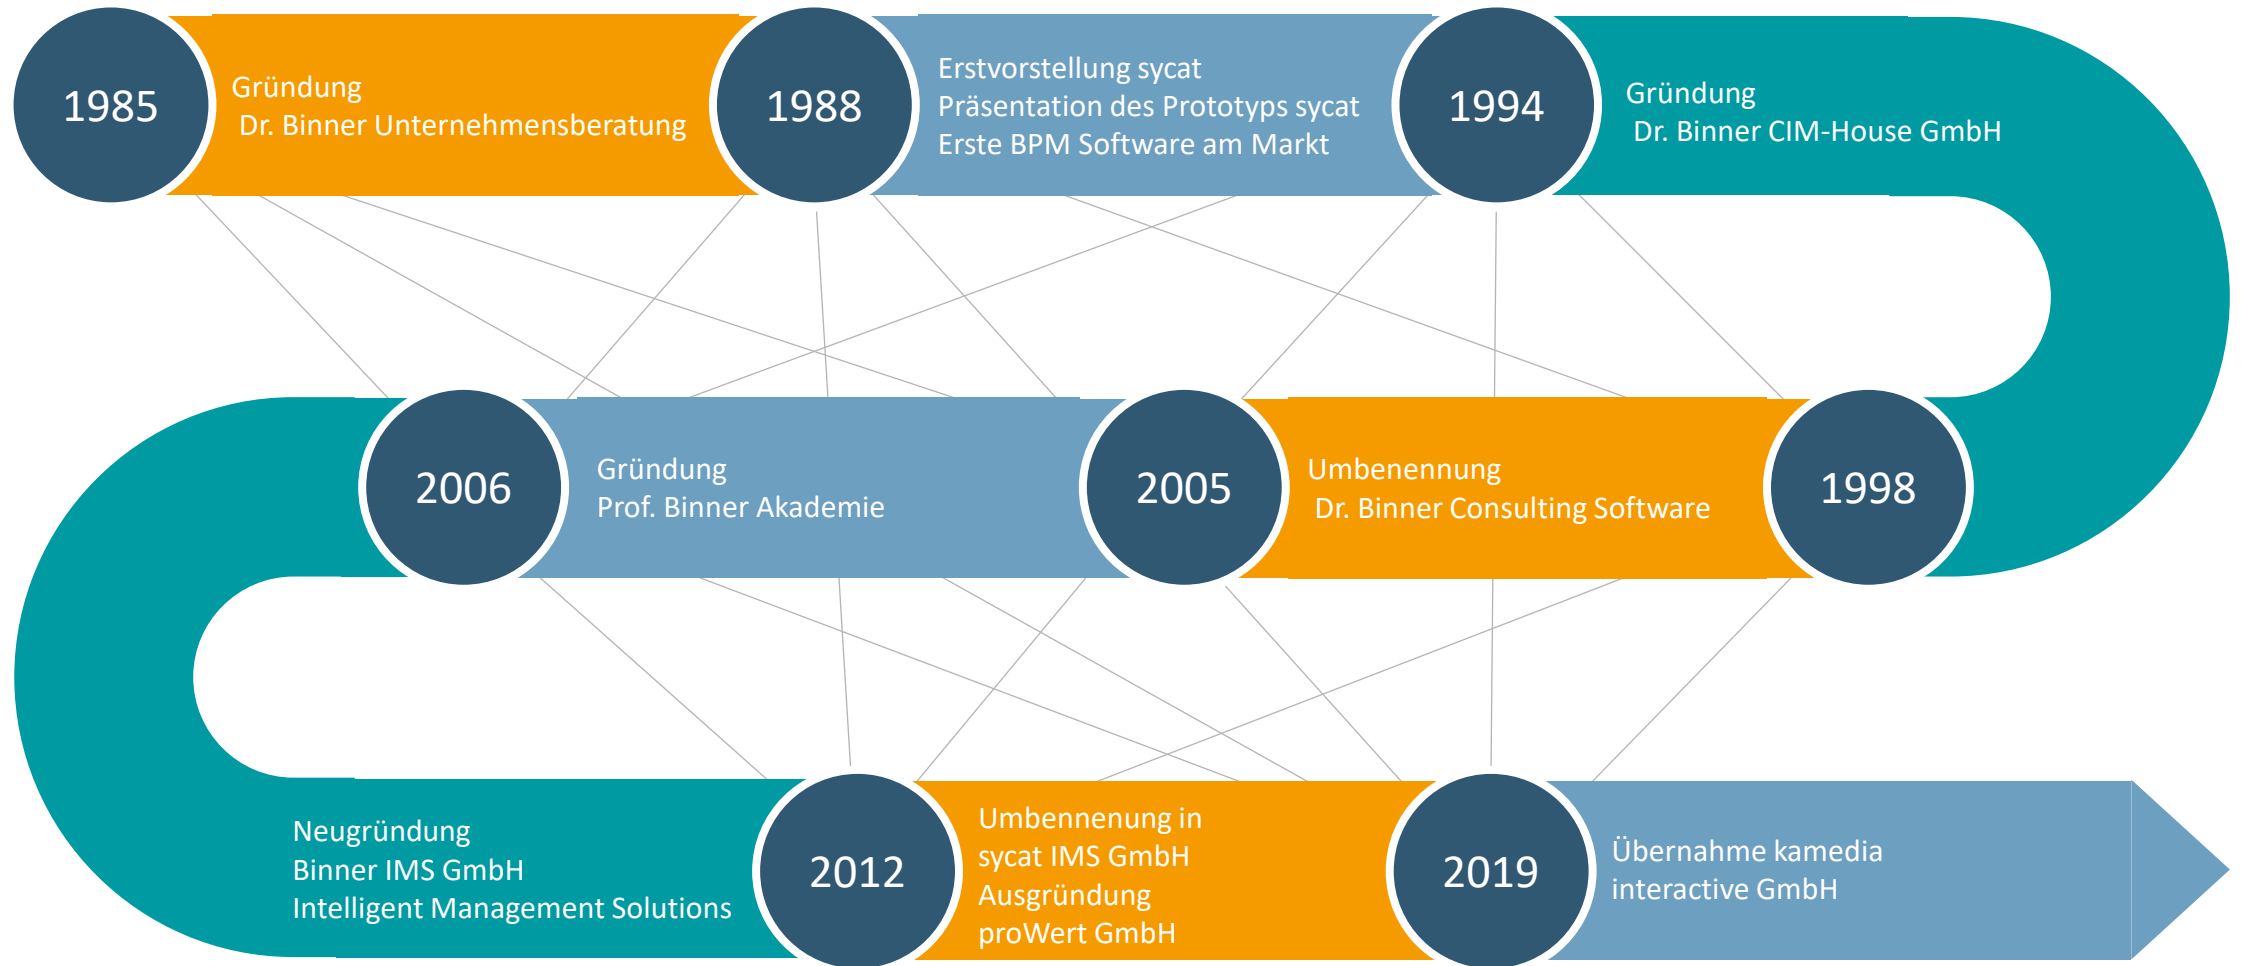 1985
Gründung
Dr. Binner Unternehmensberatung
1988
Erstvorstellung sycat
Präsentation des Prototyps sycat
Erste BPM Software am Markt
1994
Gründung
Dr. Binner CIM-House GmbH
1998
Umbenennung
Dr. Binner Consulting Software
2005
Gründung
Prof. Binner Akademie
2006
Neugründung
Binner IMS GmbH
Intelligent Management Solutions
2012
Umbennenung in
sycat IMS GmbH
Ausgründung
proWert GmbH
2019
Übernahme kamedia
interactive GmbH